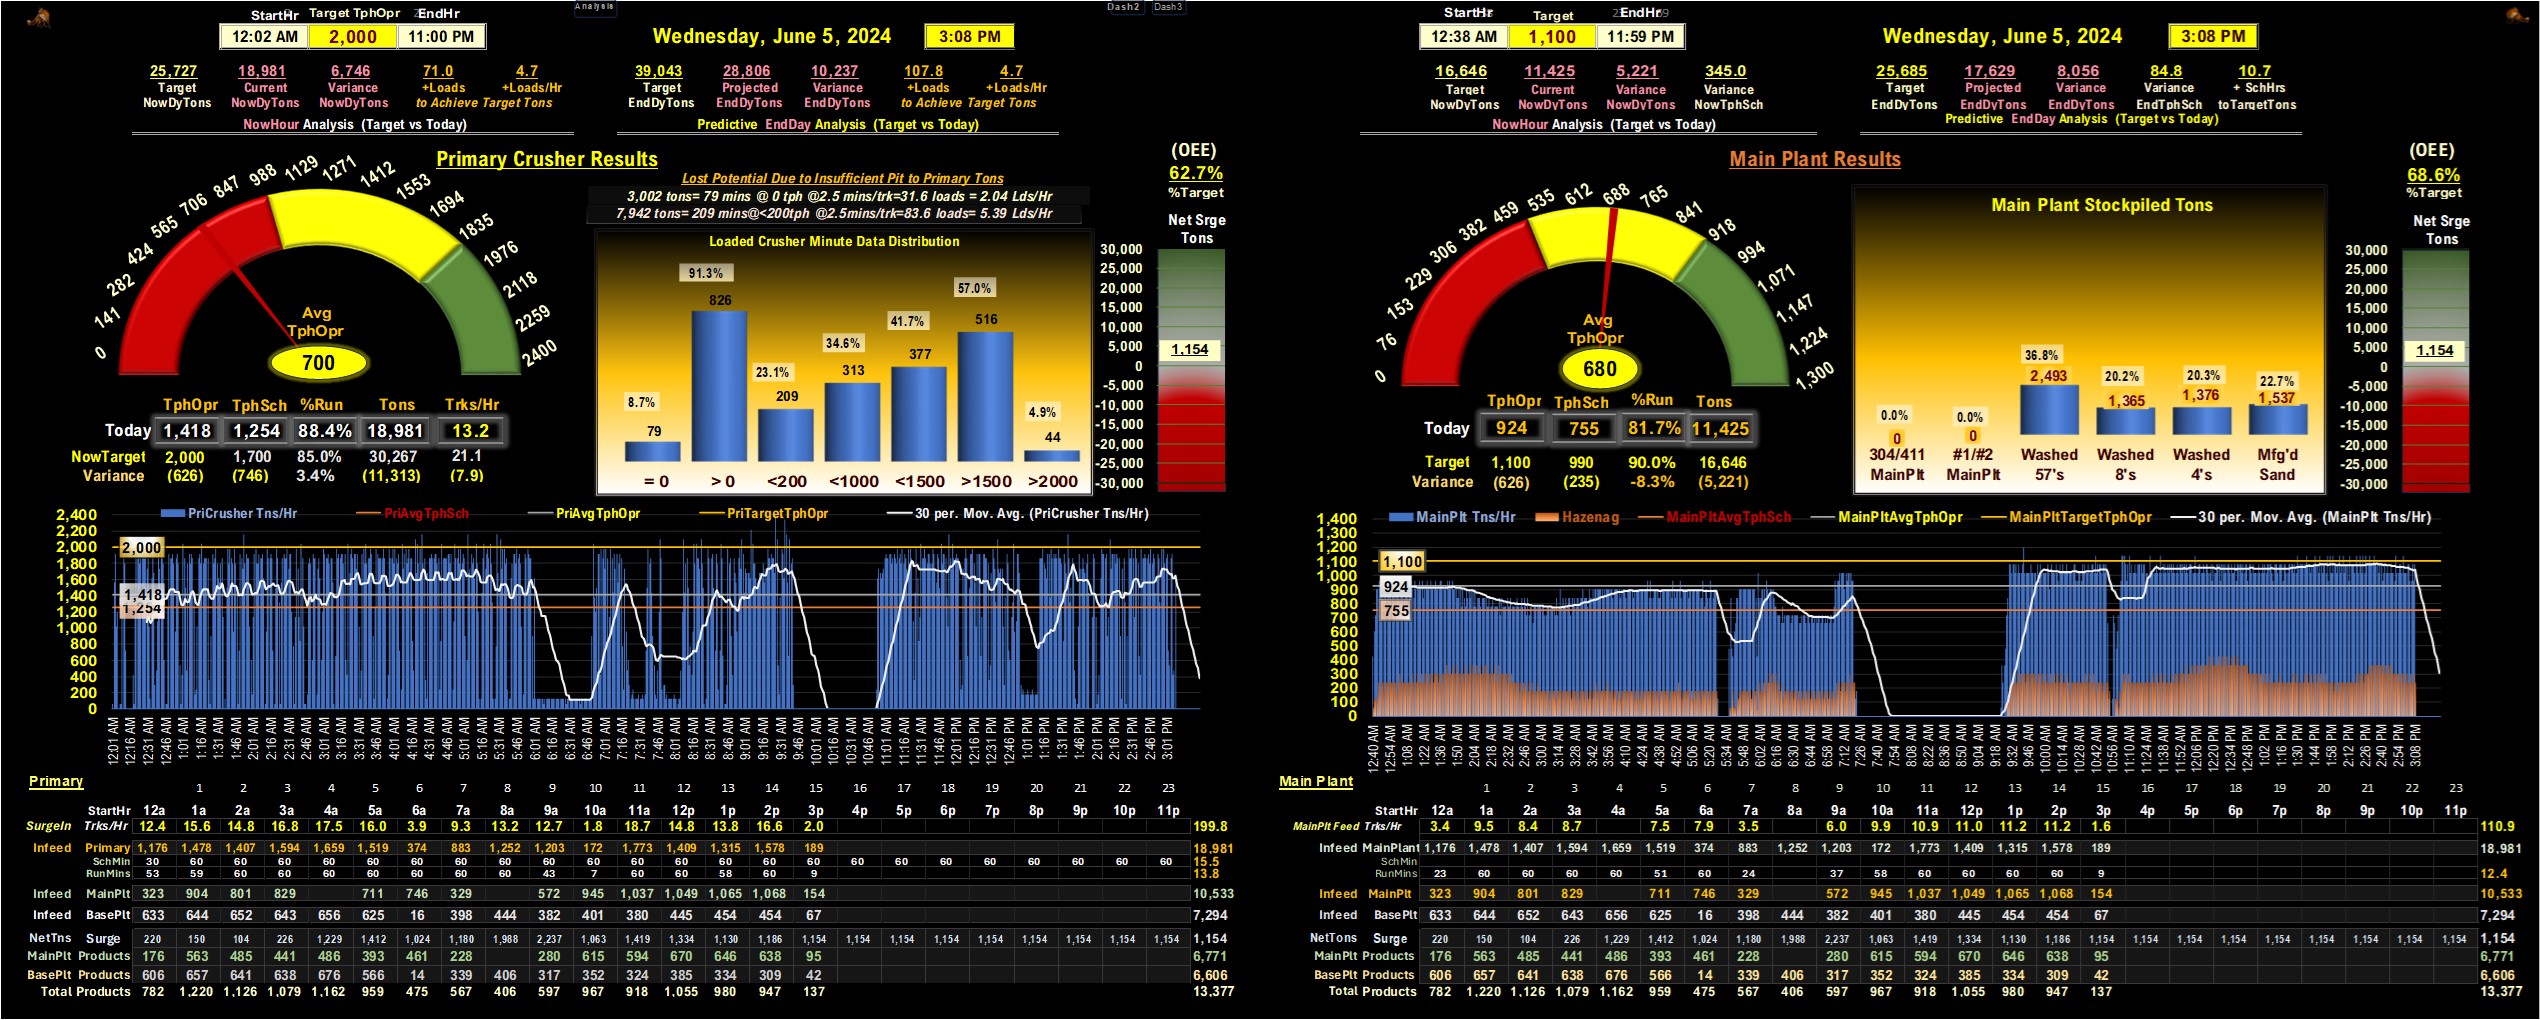 StartHr Target TphOpr EndHr
12:02 AM 2,000 11:00 PM
Analysis
Wednesday, June 5, 2024 3:08 PM
Dash2 Dash3
25,727 18,981 6,746 71.0 4.7
Target Current Variance +Loads +Loads/Hr
NowDyTons NowDyTons NowDyTons to Achieve Target Tons
NowHour Analysis (Target vs Today)
39,043 28,806 10,237 107.8 4.7
Target Projected Variance +Loads +Loads/Hr
EndDyTons EndDyTons EndDyTons to Achieve Target Tons
Predictive EndDay Analysis (Target vs Today)
Primary Crusher Results
0 141 282 424 565 706 847 988 1129 1271 1412 1553 1694 1835 1976 2118 2259 2400
Avg
TphOpr
700
TphOpr TphSch %Run Tons Trks/Hr
Today 1,418 1,254 88.4% 18,981 13.2
NowTarget 2,000 1,700 85.0% 30,267 21.1
Variance (626) (746) 3.4% (11,313) (7.9)
Lost Potential Due to Insufficient Pit to Primary Tons
3,002 tons= 79 mins @ 0 tph @2.5 mins/trk=31.6 loads = 2.04 Lds/Hr
7,942 tons= 209 mins@<200tph @2.5mins/trk=83.6 loads= 5.39 Lds/Hr
Loaded Crusher Minute Data Distribution
8.7% 91.3% 23.1% 34.6% 41.7% 57.0% 4.9%
79 826 209 313 377 516 44
= 0 > 0 <200 <1000 <1500 >1500 >2000
(OEE)
62.7%
%Target
Net Srge
Tons
30,000
25,000
20,000
15,000
10,000
5,000
0
-5,000
-10,000
-15,000
-20,000
-25,000
-30,000
1,154
PriCrusher Tns/Hr PriAvgTphSch PriAvgTphOpr PriTargetTphOpr 30 per. Mov. Avg. (PriCrusher Tns/Hr)
2,400
2,200
2,000
1,800
1,600
1,400
1,200
1,000
800
600
400
200
0
2,000
1,418
1,254
12:01 AM 12:16 AM 12:31 AM 12:46 AM 1:01 AM 1:16 AM 1:31 AM 1:46 AM 2:01 AM 2:16 AM 2:31 AM 2:46 AM 3:01 AM 3:16 AM 3:31 AM 3:46 AM 4:01 AM 4:16 AM 4:31 AM 4:46 AM 5:01 AM 5:16 AM 5:31 AM 5:46 AM 6:01 AM 6:31 AM 6:46 AM 7:01 AM 7:16 AM 7:31 AM 7:46 AM 8:01 AM 8:16 AM 8:31 AM 8:46 AM 9:01 AM 9:16 AM 9:31 AM 9:46 AM 10:01 AM 10:16 AM 10:31 AM 10:46 AM 11:01 AM 11:16 AM 11:31 AM 11:46 AM 12:01 PM 12:16 PM 12:31 PM 12:46 PM 1:01 PM 1:16 PM 1:31 PM 1:46 PM 2:01 PM 2:16 PM 2:31 PM 2:46 PM 3:01 PM
Primary
1 2 3 4 5 6 7 8 9 10 11 12 13 14 15 16 17 18 19 20 21 22 23
StartHr 12a 1a 2a 3a 4a 5a 6a 7a 8a 9a 10a 11a 12p 1p 2p 3p 4p 5p 6p 7p 8p 9p 10p 11p
SurgeIn Trks/Hr 12.4 15.6 14.8 16.8 17.5 16.0 3.9 9.3 13.2 12.7 1.8 18.7 14.8 13.8 16.6 2.0 199.8
Infeed Primary 1,176 1,478 1,407 1,594 1,659 1,519 374 883 1,252 1,203 172 1,773 1,409 1,315 1,578 189 18,981
SchMin 30 60 60 60 60 60 60 60 60 60 60 60 60 60 60 60 60 60 60 60 60 60 60 60 15.5
RunMins 53 59 60 60 60 60 60 60 60 43 7 60 60 58 60 9 13.8
Infeed MainPlt 323 904 801 829 711 746 329 572 945 1,037 1,049 1,065 1,068 154 10,533
Infeed BasePlt 633 644 652 643 656 625 16 398 444 382 401 380 445 454 454 67 7,294
NetTns Surge 220 150 104 226 1,229 1,412 1,024 1,180 1,988 2,237 1,063 1,419 1,334 1,130 1,186 1,154 1,154 1,154 1,154 1,154 1,154 1,154 1,154 1,154 1,154
MainPlt Products 176 563 485 441 486 393 461 228 280 615 594 670 646 638 95 6,771
BasePlt Products 606 657 641 638 676 566 14 339 406 317 352 324 385 334 309 42 6,606
Total Products 782 1,220 1,126 1,079 1,162 959 475 567 406 597 967 918 1,055 980 947 137 13,377
StartHr Target EndHr
12:38 AM 1,100 11:59 PM
Wednesday, June 5, 2024 3:08 PM
16,646 11,425 5,221 345.0
Target Current Variance Variance
NowDyTons NowDyTons NowDyTons NowTphSch
NowHour Analysis (Target vs Today)
25,685 17,629 8,056 84.8 10.7
Target Projected Variance Variance + SchHrs
EndDyTons EndDyTons EndDyTons EndTphSch toTargetTons
Predictive EndDay Analysis (Target vs Today)
Main Plant Results
0 76 153 229 306 382 459 535 612 688 765 841 918 994 1,071 1,147 1,224 1,300
Avg
TphOpr
680
TphOpr TphSch %Run Tons
Today 924 755 81.7% 11,425
Target 1,100 990 90.0% 16,646
Variance (626) (235) -8.3% (5,221)
Main Plant Stockpiled Tons
0.0% 0.0% 36.8% 20.2% 20.3% 22.7%
0 0 2,493 1,365 1,376 1,537
304/411 #1/#2 Washed Washed Washed Mfg'd
MainPlt MainPlt 57's 8's 4's Sand
(OEE)
68.6%
%Target
Net Srge
Tons
30,000
25,000
20,000
15,000
10,000
5,000
0
-5,000
-10,000
-15,000
-20,000
-25,000
-30,000
1,154
MainPlt Tns/Hr Hazenag MainPltAvgTphSch MainPltAvgTphOpr MainPltTargetTphOpr 30 per. Mov. Avg. (MainPlt Tns/Hr)
1,400
1,300
1,200
1,100
1,000
900
800
700
600
500
400
300
200
100
0
1,100
924
755
12:40 AM 12:54 AM 1:08 AM 1:22 AM 1:36 AM 1:50 AM 2:04 AM 2:18 AM 2:32 AM 2:46 AM 3:00 AM 3:14 AM 3:28 AM 3:42 AM 3:56 AM 4:10 AM 4:24 AM 4:38 AM 4:52 AM 5:06 AM 5:20 AM 5:34 AM 5:48 AM 6:02 AM 6:16 AM 6:30 AM 6:44 AM 6:58 AM 7:12 AM 7:26 AM 7:54 AM 8:08 AM 8:22 AM 8:36 AM 8:50 AM 9:04 AM 9:18 AM 9:32 AM 9:46 AM 10:00 AM 10:14 AM 10:28 AM 10:42 AM 10:56 AM 11:10 AM 11:24 AM 11:38 AM 11:52 AM 12:06 PM 12:20 PM 12:34 PM 12:48 PM 1:02 PM 1:16 PM 1:30 PM 1:44 PM 1:58 PM 2:12 PM 2:26 PM 2:40 PM 2:54 PM 3:08 PM
Main Plant
1 2 3 4 5 6 7 8 9 10 11 12 13 14 15 16 17 18 19 20 21 22 23
StartHr 12a 1a 2a 3a 4a 5a 6a 7a 8a 9a 10a 11a 12p 1p 2p 3p 4p 5p 6p 7p 8p 9p 10p 11p
MainPlt Feed Trks/Hr 3.4 9.5 8.4 8.7 7.5 7.9 3.5 6.0 9.9 10.9 11.0 11.2 11.2 1.6 110.9
Infeed MainPlant 1,176 1,478 1,407 1,594 1,659 1,519 374 883 1,252 1,203 172 1,773 1,409 1,315 1,578 189 18,981
SchMin
RunMins 23 60 60 60 60 51 60 24 37 58 60 60 60 60 9 12.4
Infeed MainPlt 323 904 801 829 711 746 329 572 945 1,037 1,049 1,065 1,068 154 10,533
Infeed BasePlt 633 644 652 643 656 625 16 398 444 382 401 380 445 454 454 67 7,294
NetTons Surge 220 150 104 226 1,229 1,412 1,024 1,180 1,988 2,237 1,063 1,419 1,334 1,130 1,186 1,154 1,154 1,154 1,154 1,154 1,154 1,154 1,154 1,154 1,154
MainPlt Products 176 563 485 441 486 393 461 228 280 615 594 670 646 638 95 6,771
BasePlt Products 606 657 641 638 676 566 14 339 406 317 352 324 385 334 309 42 6,606
Total Products 782 1,220 1,126 1,079 1,162 959 475 567 406 597 967 918 1,055 980 947 137 13,377